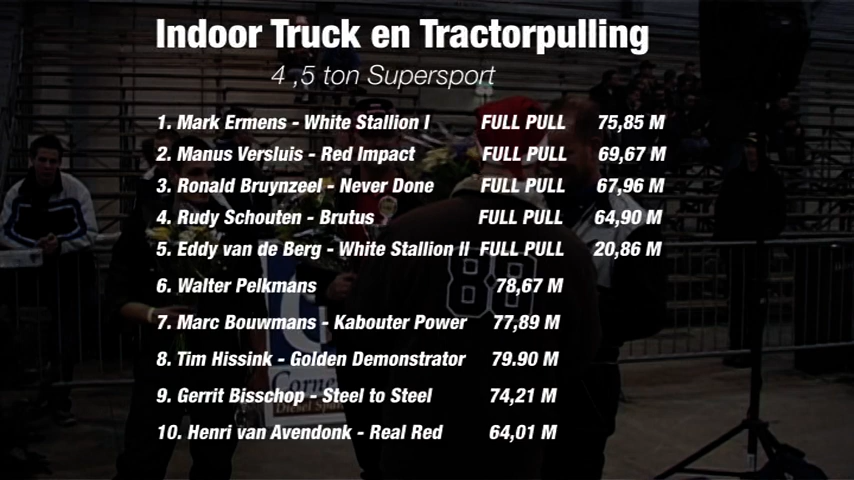 Indoor Truck en Tractorpulling
4 ,5 ton Supersport
1. Mark Ermens - White Stallion I FULL PULL 75,85 M
2. Manus Versluis - Red Impact FULL PULL 69,67 M
3. Ronald Bruynzeel - Never Done FULL PULL 67,96 M
4. Rudy Schouten - Brutus FULL PULL 64,90 M
5. Eddy van de Berg - White Stallion II FULL PULL 20,86 M
6. Walter Pelkmans 78,67 M
7. Marc Bouwmans - Kabouter Power 77,89 M
8. Tim Hissink - Golden Demonstrator 79.90 M
9. Gerrit Bisschop - Steel to Steel 74,21 M
10. Henri van Avendonk - Real Red 64,01 M
88
Diesel